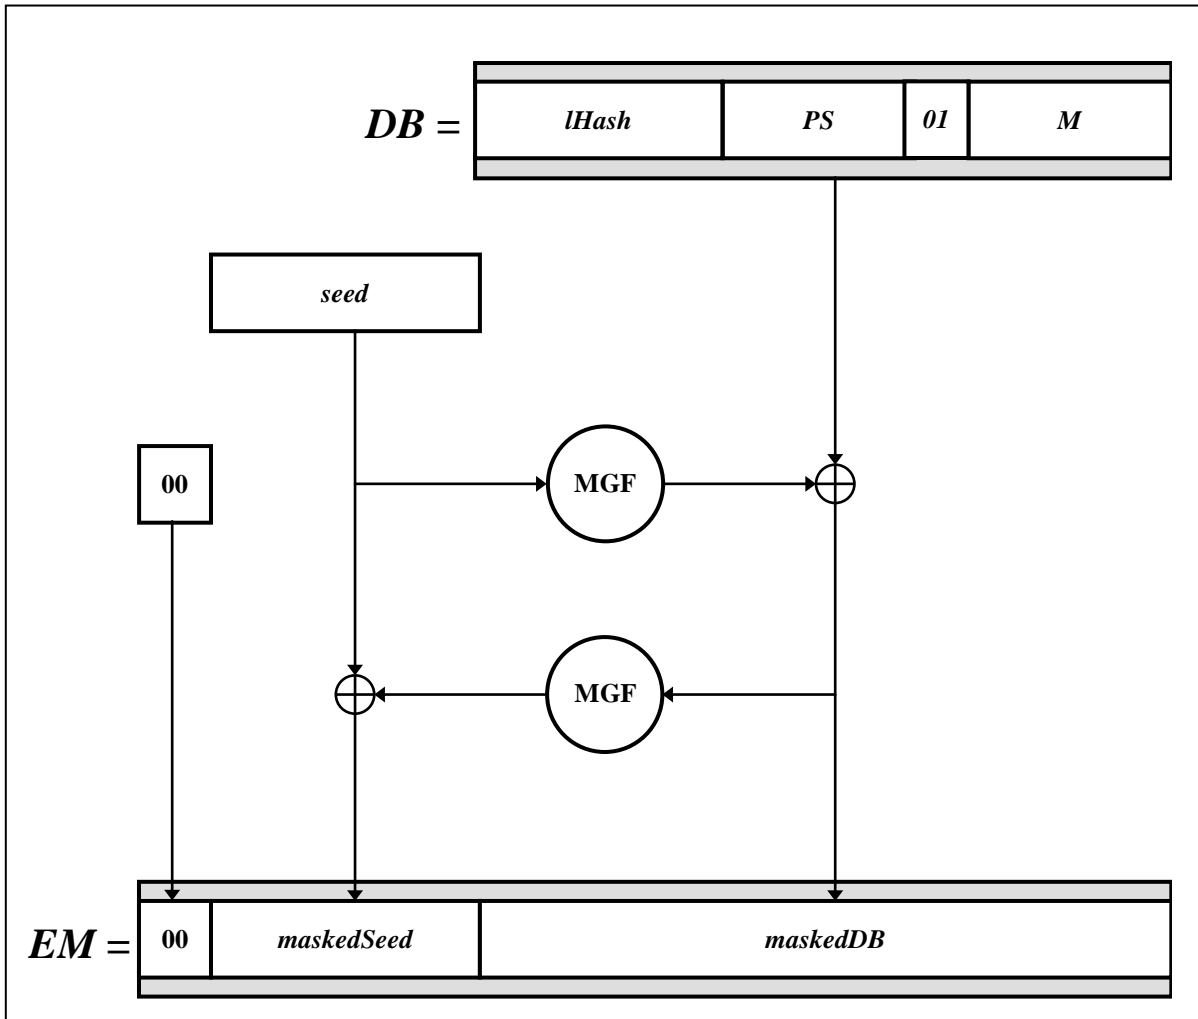 DB = lHash PS 01 M
seed
00 MGF
MGF
EM = 00 maskedSeed maskedDB